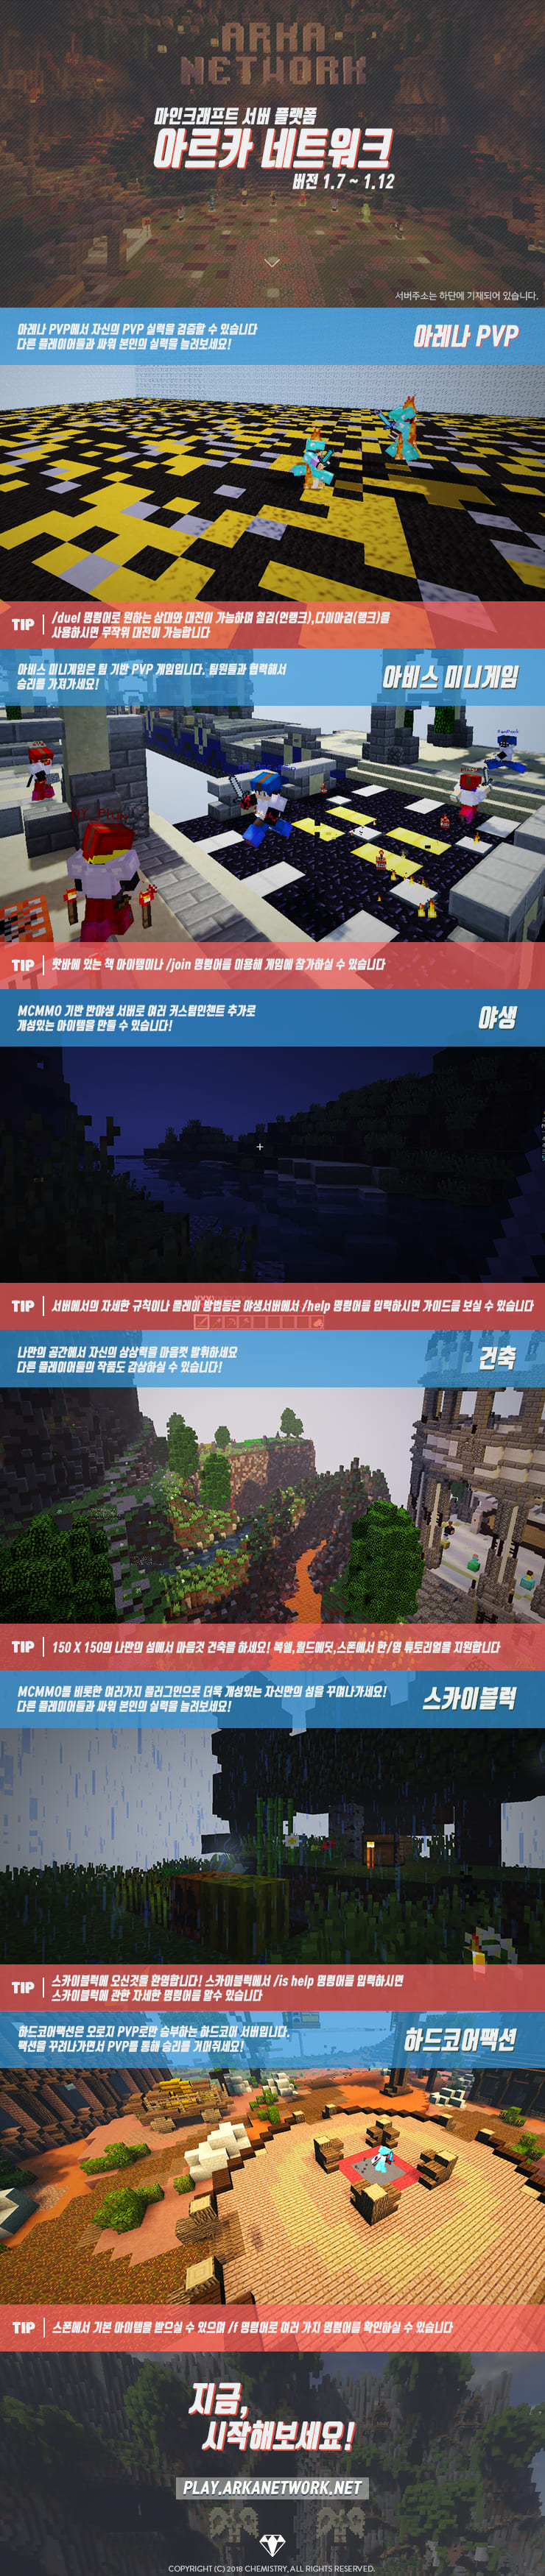 ARKA
NETWORK
마인크래프트 서버 플랫폼
아르카 네트워크
버전 1.7 ~ 1.12
서버주소는 하단에 기재되어 있습니다.
아레나 PVP에서 자신의 PVP 실력을 검증할 수 있습니다
다른 플레이어들과 싸워 본인의 실력을 늘려보세요!
아레나 PVP
TIP
/duel 명령어로 원하는 상대와 대전이 가능하며 철검(언랭크),다이아검(랭크)을
사용하시면 무작위 대전이 가능합니다
아비스 미니게임은 팀 기반 PVP 게임입니다. 팀원들과 협력해서
승리를 가져가세요!
아비스 미니게임
TIP
핫바에 있는 책 아이템이나 /join 명령어를 이용해 게임에 참가하실 수 있습니다
MCMMO 기반 반야생 서버로 여러 커스텀인첸트 추가로
개성있는 아이템을 만들 수 있습니다!
야생
TIP
서버에서의 자세한 규칙이나 플레이 방법등은 야생서버에서 /help 명령어를 입력하시면 가이드를 보실 수 있습니다
나만의 공간에서 자신의 상상력을 마음껏 발휘하세요
다른 플레이어들의 작품도 감상하실 수 있습니다!
건축
TIP
150 X 150의 나만의 섬에서 마음껏 건축을 하세요! 복셀,월드에딧,스폰에서 한/영 튜토리얼을 지원합니다
MCMMO를 비롯한 여러가지 플러그인으로 더욱 개성있는 자신만의 섬을 꾸며나가세요!
다른 플레이어들과 싸워 본인의 실력을 늘려보세요!
스카이블럭
TIP
스카이블럭에 오신것을 환영합니다! 스카이블럭에서 /is help 명령어를 입력하시면
스카이블럭에 관한 자세한 명령어를 알수 있습니다
하드코어팩션은 오로지 PVP로만 승부하는 하드코어 서버입니다.
팩션을 꾸려나가면서 PVP를 통해 승리를 거머쥐세요!
하드코어팩션
TIP
스폰에서 기본 아이템을 받으실 수 있으며 /f 명령어로 여러 가지 명령어를 확인하실 수 있습니다
지금,
시작해보세요!
PLAY.ARKANETWORK.NET
COPYRIGHT (C) 2018 CHEMISTRY, ALL RIGHTS RESERVED.